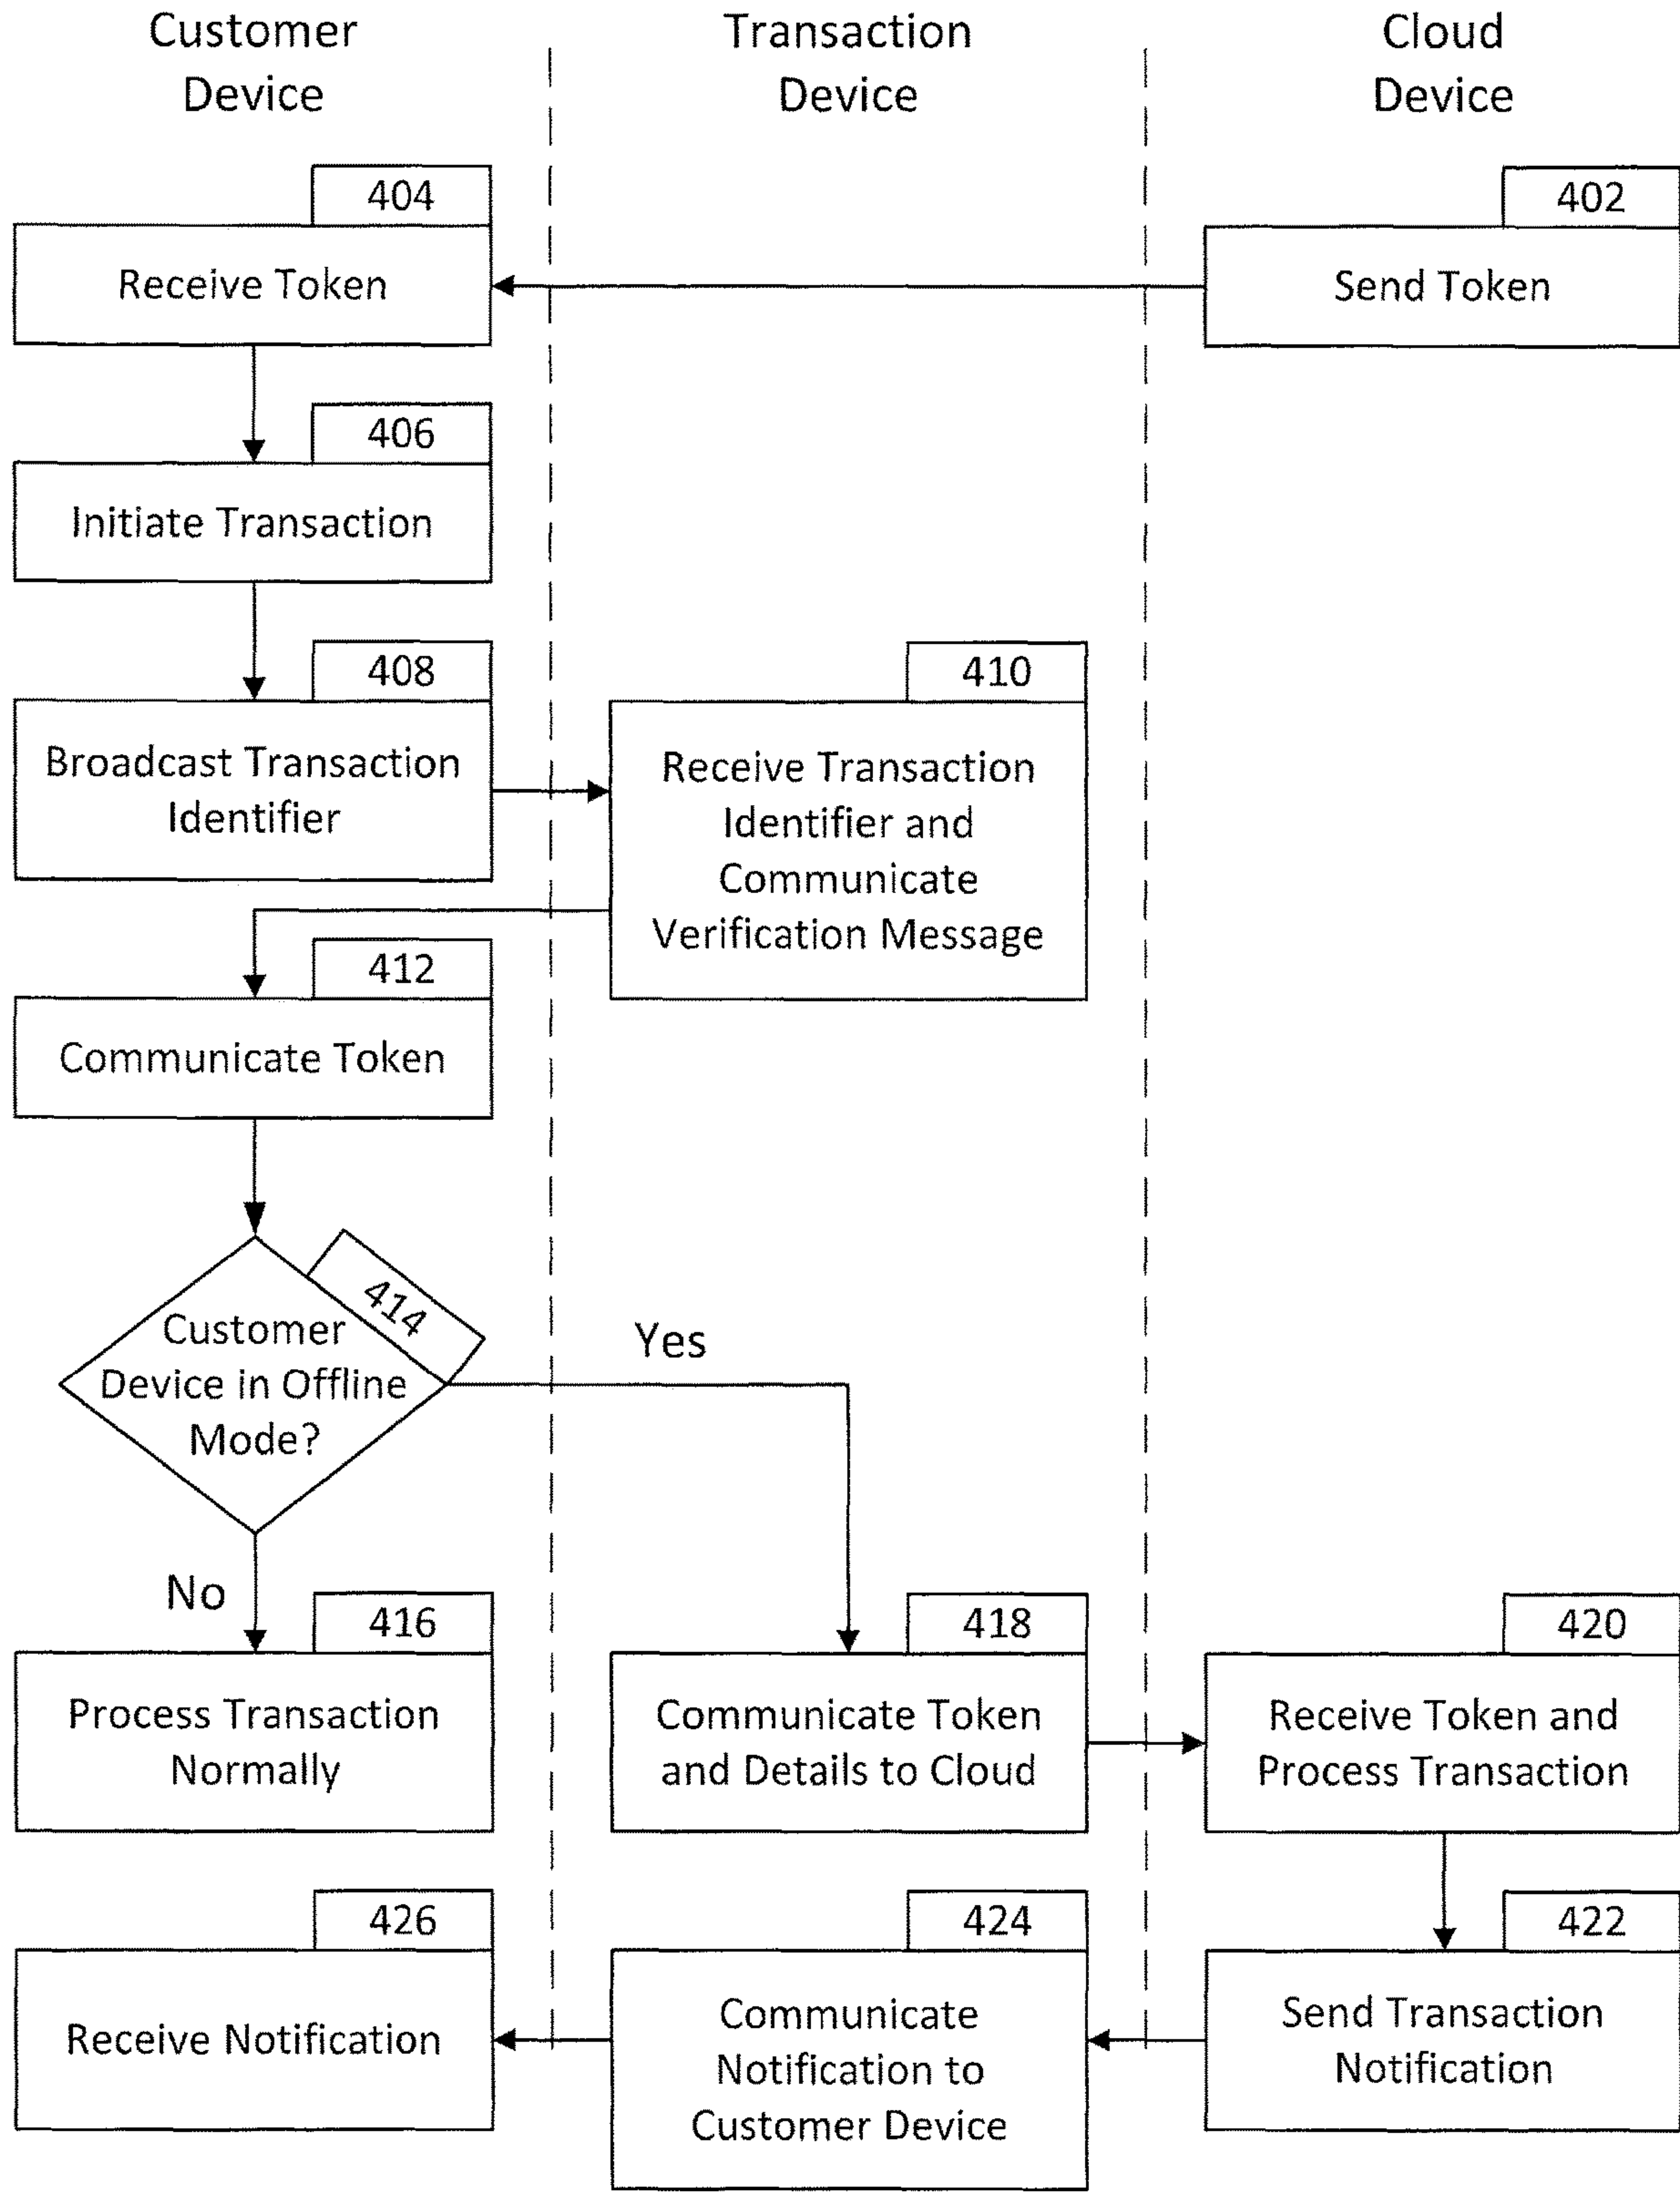 Customer
Device
Transaction
Device
Cloud
Device
404
Receive Token
402
Send Token
406
Initiate Transaction
408
Broadcast Transaction
Identifier
410
Receive Transaction
Identifier and
Communicate
Verification Message
412
Communicate Token
414
Customer
Device in Offline
Mode?
Yes
No
416
Process Transaction
Normally
418
Communicate Token
and Details to Cloud
420
Receive Token and
Process Transaction
426
Receive Notification
424
Communicate
Notification to
Customer Device
422
Send Transaction
Notification